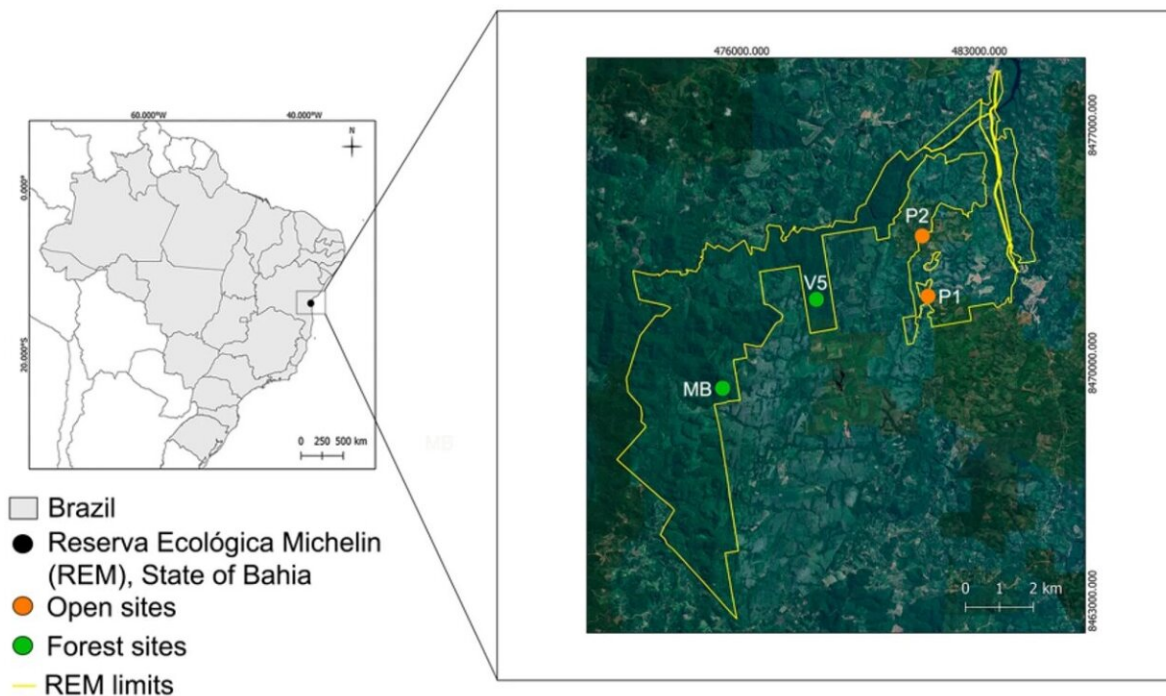 60.000°W 40.000°W
N
0.000°
20.000°S
0 250 500 km
Brazil
Reserva Ecológica Michelin
(REM), State of Bahia
Open sites
Forest sites
REM limits
476000.000 483000.000
8477000.000
8470000.000
8463000.000
P2
P1
V5
MB
0 1 2 km
MB